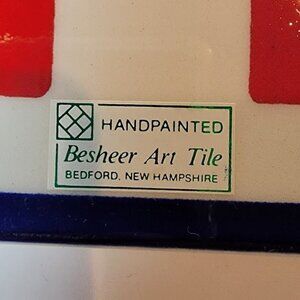 HANDPAINTED
Besheer Art Tile
BEDFORD, NEW HAMPSHIRE